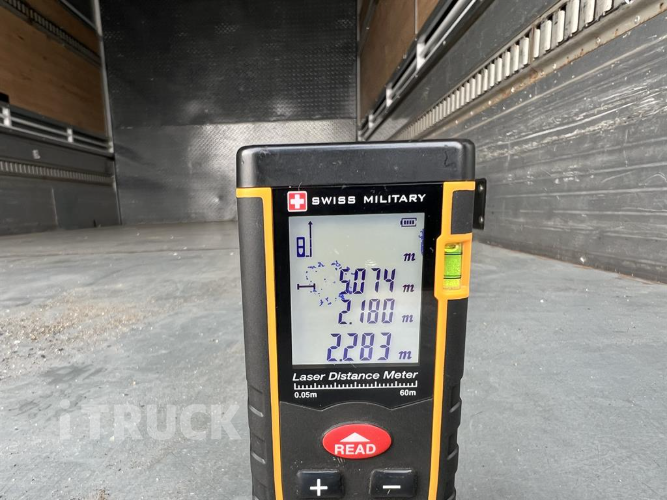 SWISS MILITARY
m
5.074 m
2.180 m
2.283 m
Laser Distance Meter
0.05m 60m
READ
+ −
iTRUCK